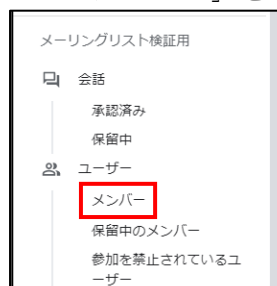 メーリングリスト検証用
会話
承認済み
保留中
ユーザー
メンバー
保留中のメンバー
参加を禁止されているユ
ーザー